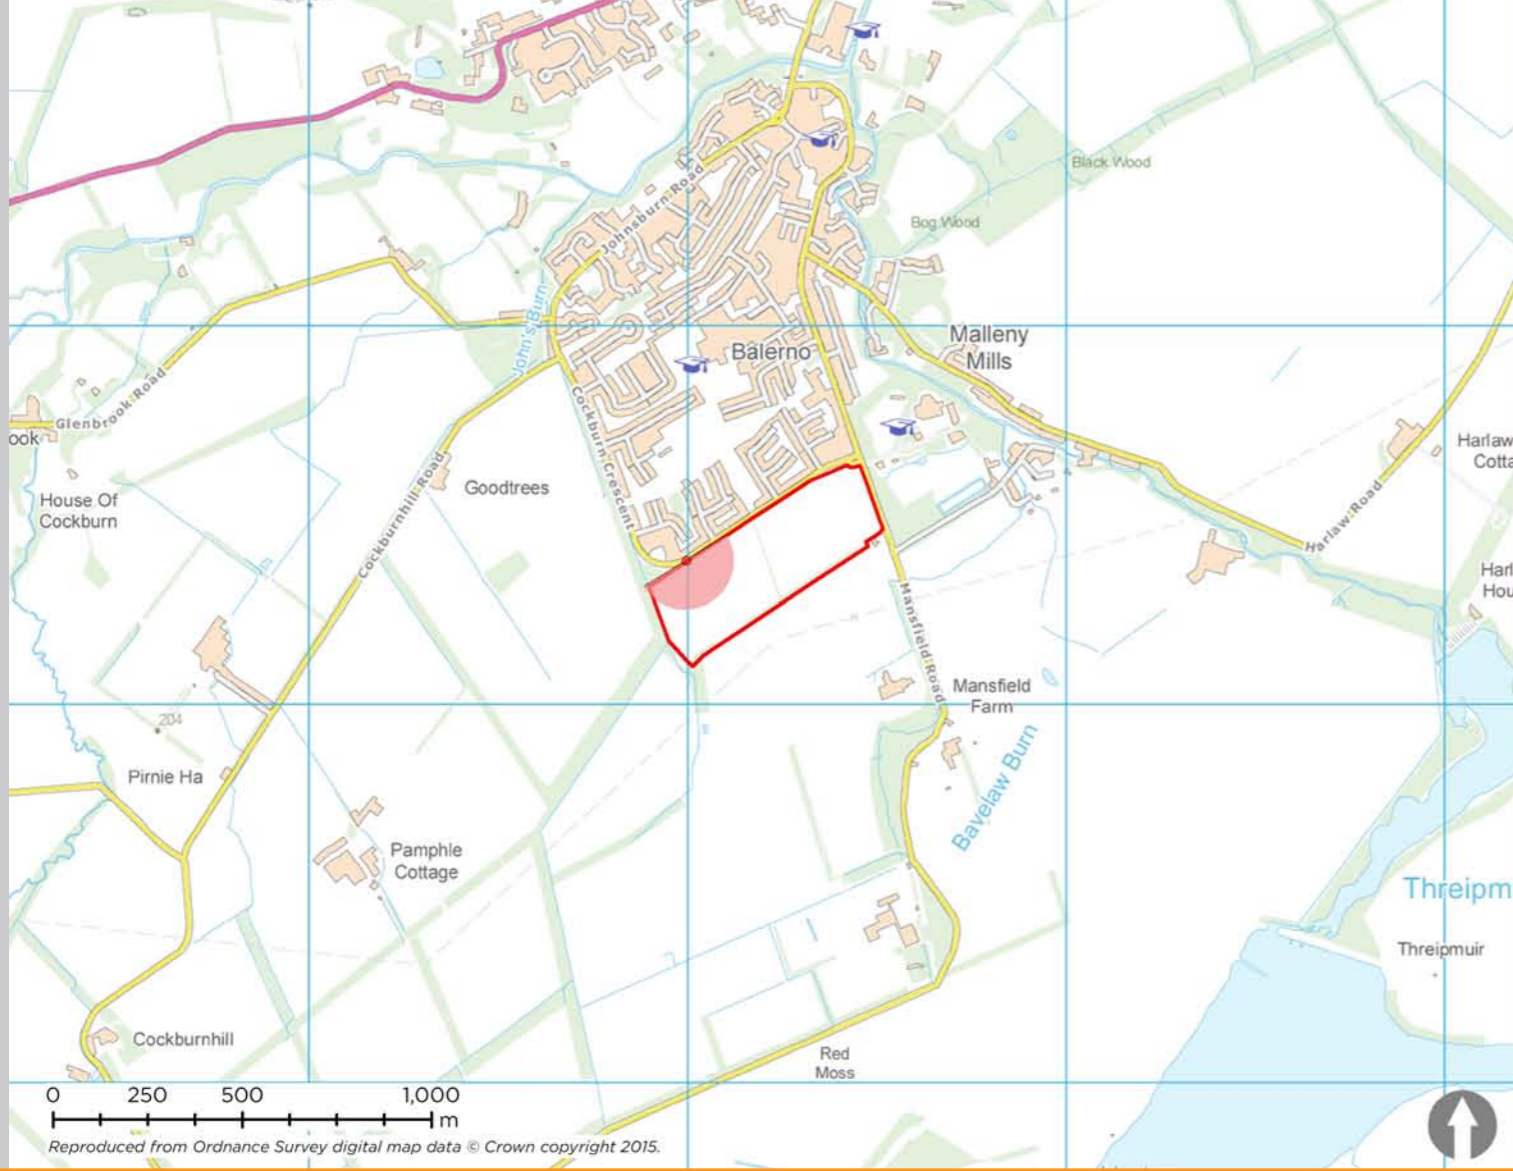 Black Wood
Bog Wood
Johnsburn Road
John's Burn
Malleny
Mills
Balerno
Glenbrook Road
ook
Cockburn Crescent
Harlaw
Cotta
House Of
Cockburn
Goodtrees
Cockburnhill Road
Harlaw Road
Harl
Hou
Mansfield Road
Mansfield
Farm
204
Pirnie Ha
Bavelaw Burn
Pamphle
Cottage
Threipm
Threipmuir
Cockburnhill
Red
Moss
0 250 500 1,000
m
Reproduced from Ordnance Survey digital map data © Crown copyright 2015.